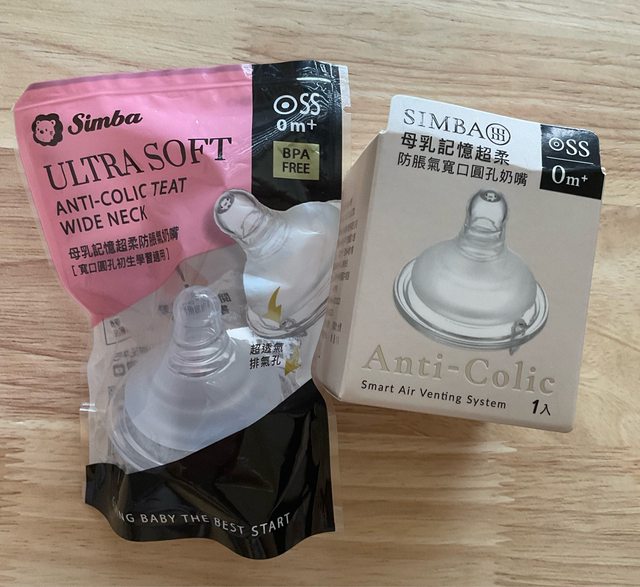 Simba
ULTRA SOFT
ANTI-COLIC TEAT
WIDE NECK
母乳記憶超柔防脹氣奶嘴
[寬口圓孔初生學習適用]
SS
0m+
BPA
FREE
超透氣
排氣孔
NG BABY THE BEST START
SIMBA
母乳記憶超柔
防脹氣寬口圓孔奶嘴
SS
0m+
Anti-Colic
Smart Air Venting System
1入